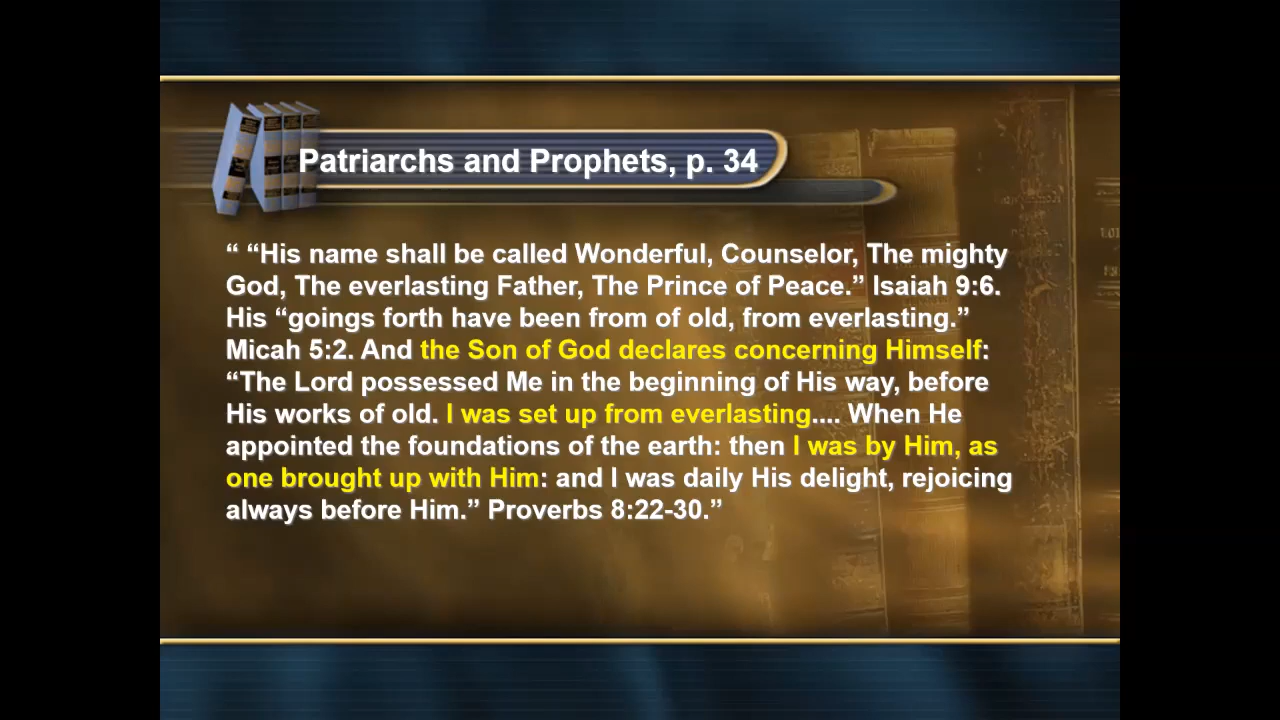 Patriarchs and Prophets, p. 34
“ “His name shall be called Wonderful, Counselor, The mighty
God, The everlasting Father, The Prince of Peace.” Isaiah 9:6.
His “goings forth have been from of old, from everlasting.”
Micah 5:2. And the Son of God declares concerning Himself:
“The Lord possessed Me in the beginning of His way, before
His works of old. I was set up from everlasting.... When He
appointed the foundations of the earth: then I was by Him, as
one brought up with Him: and I was daily His delight, rejoicing
always before Him.” Proverbs 8:22-30.”